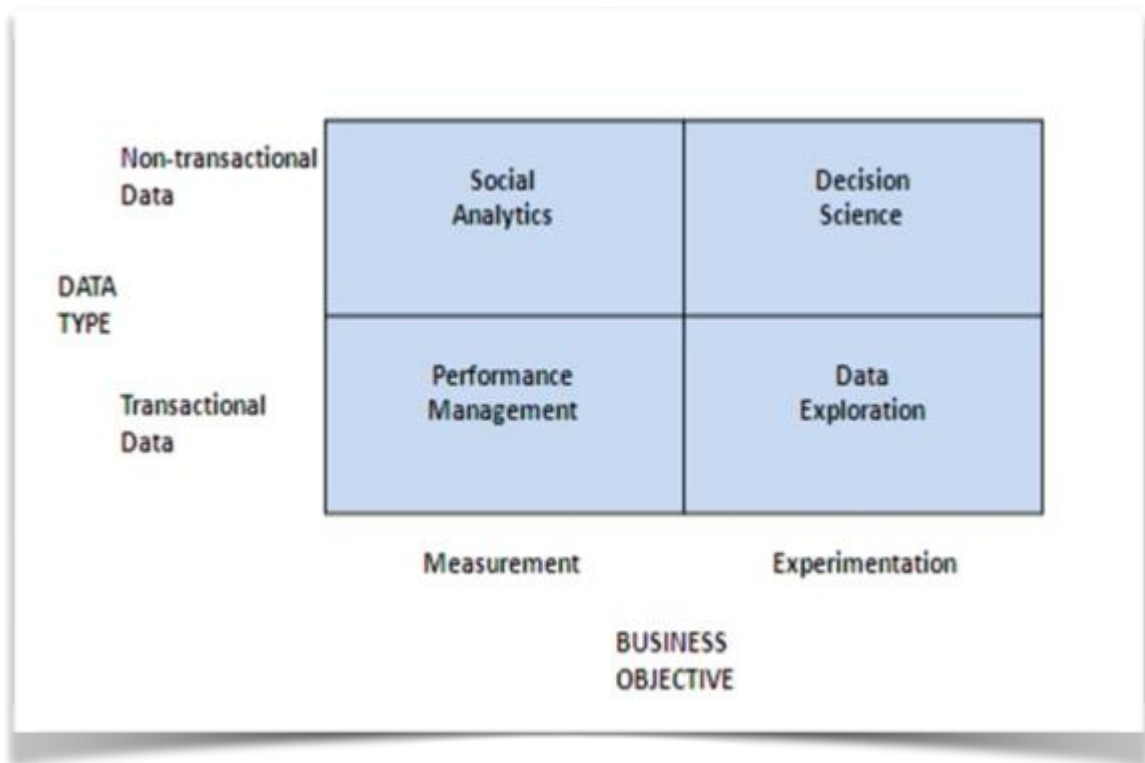 Non-transactional
Data
Social
Analytics
Decision
Science
DATA
TYPE
Transactional
Data
Performance
Management
Data
Exploration
Measurement
Experimentation
BUSINESS
OBJECTIVE